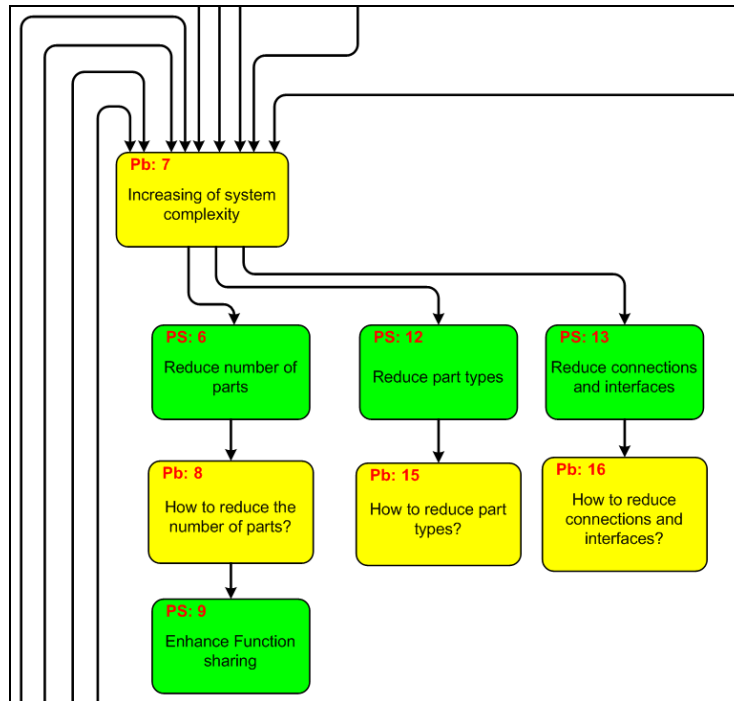 Pb: 7
Increasing of system
complexity
PS: 6
Reduce number of
parts
PS: 12
Reduce part types
PS: 13
Reduce connections
and interfaces
Pb: 8
How to reduce the
number of parts?
Pb: 15
How to reduce part
types?
Pb: 16
How to reduce
connections and
interfaces?
PS: 9
Enhance Function
sharing